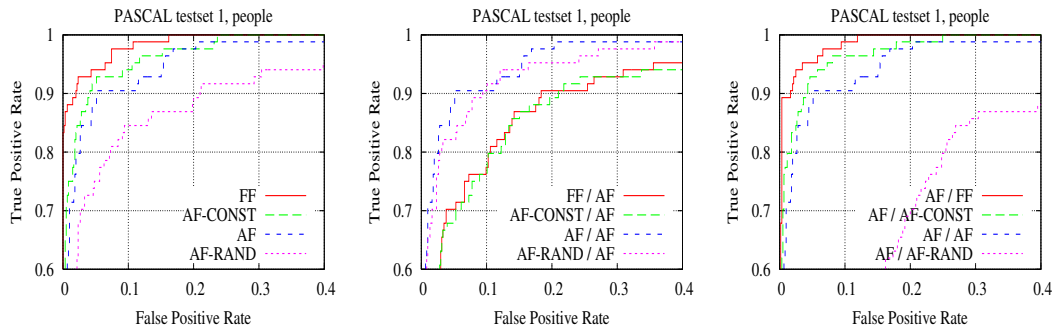 PASCAL testset 1, people
True Positive Rate
1
0.9
0.8
0.7
0.6
FF
AF-CONST
AF
AF-RAND
0 0.1 0.2 0.3 0.4
False Positive Rate
PASCAL testset 1, people
True Positive Rate
1
0.9
0.8
0.7
0.6
FF / AF
AF-CONST / AF
AF / AF
AF-RAND / AF
0 0.1 0.2 0.3 0.4
False Positive Rate
PASCAL testset 1, people
True Positive Rate
1
0.9
0.8
0.7
0.6
AF / FF
AF / AF-CONST
AF / AF
AF / AF-RAND
0 0.1 0.2 0.3 0.4
False Positive Rate